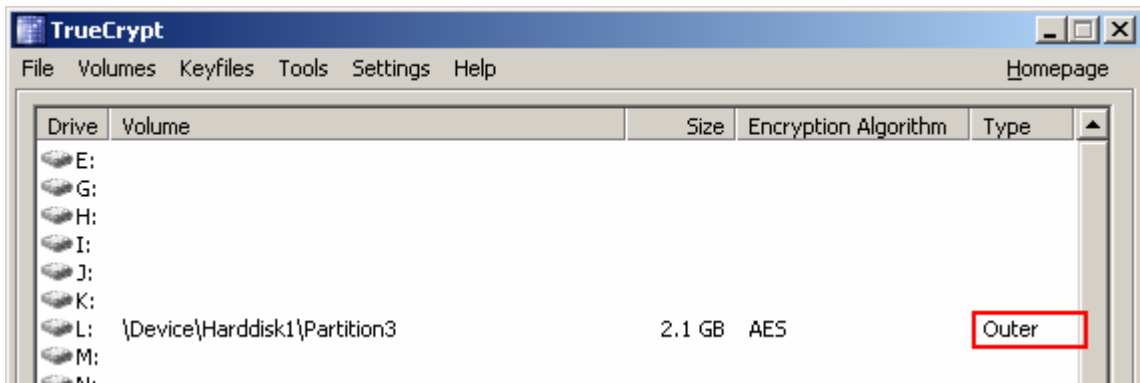 TrueCrypt
File Volumes Keyfiles Tools Settings Help Homepage
Drive Volume Size Encryption Algorithm Type
E:
G:
H:
I:
J:
K:
L: \Device\Harddisk1\Partition3 2.1 GB AES Outer
M:
N: